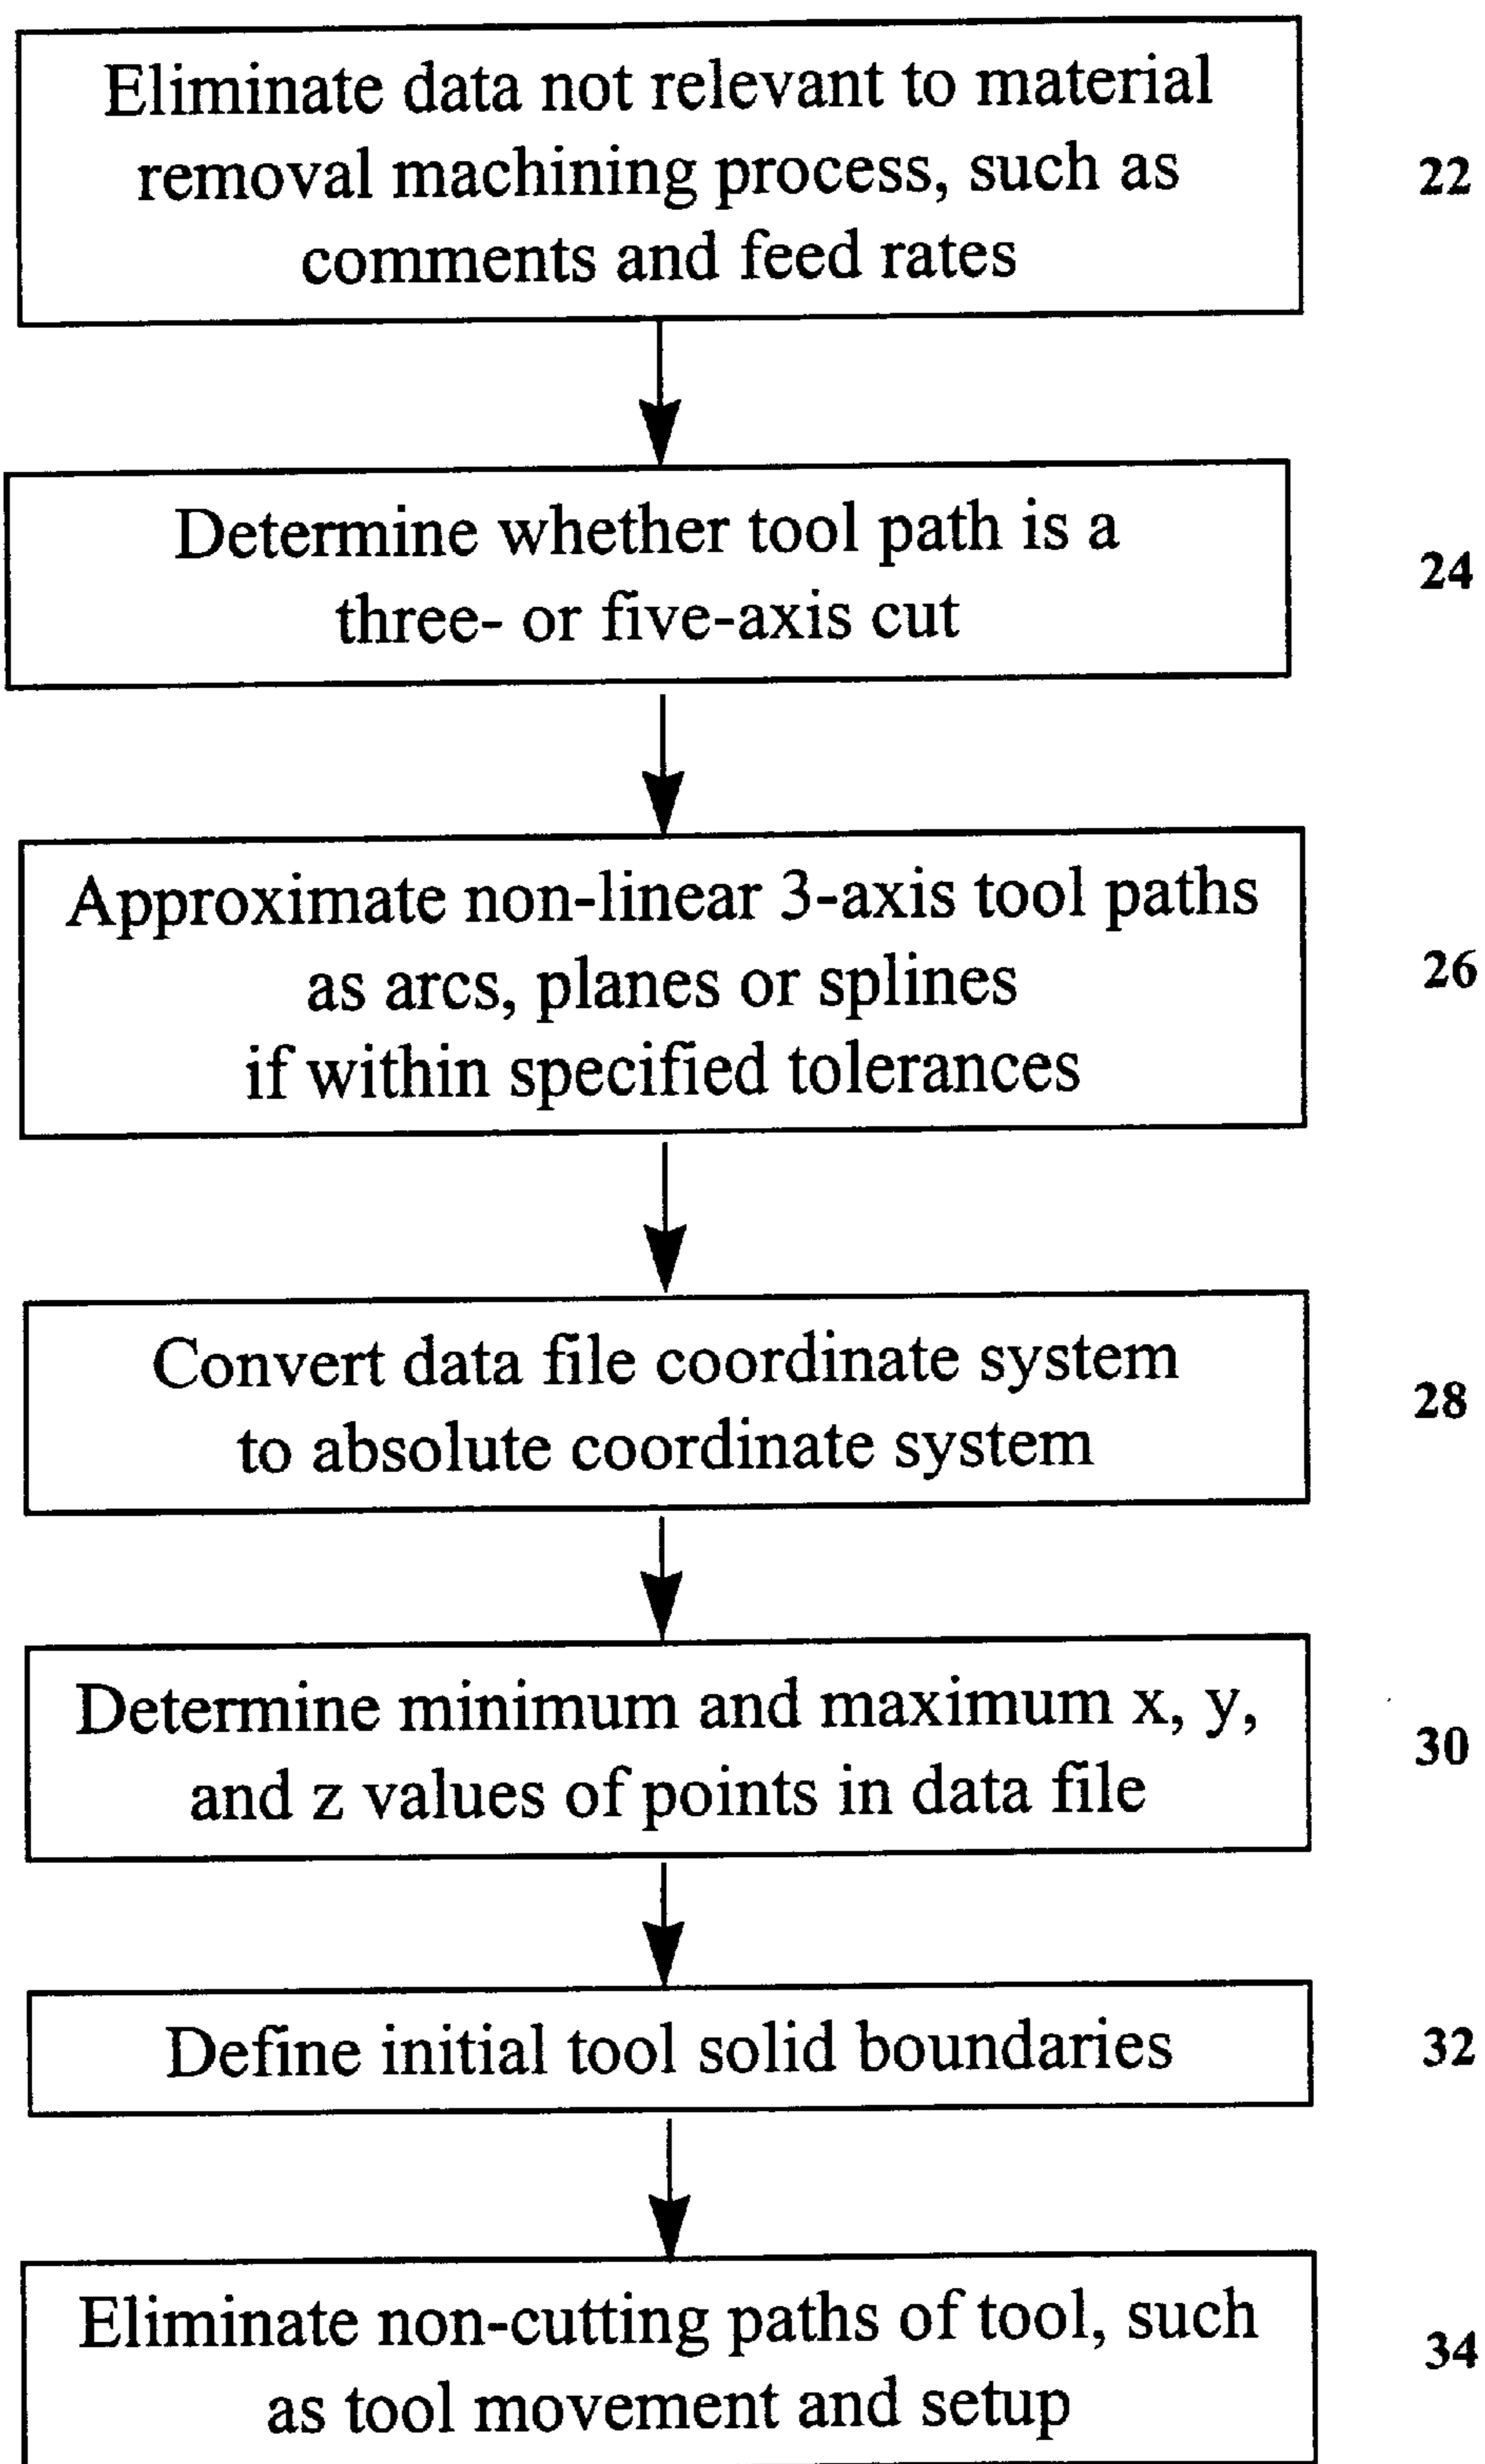 Eliminate data not relevant to material
removal machining process, such as
comments and feed rates
22
Determine whether tool path is a
three- or five-axis cut
24
Approximate non-linear 3-axis tool paths
as arcs, planes or splines
if within specified tolerances
26
Convert data file coordinate system
to absolute coordinate system
28
Determine minimum and maximum x, y,
and z values of points in data file
30
Define initial tool solid boundaries
32
Eliminate non-cutting paths of tool, such
as tool movement and setup
34